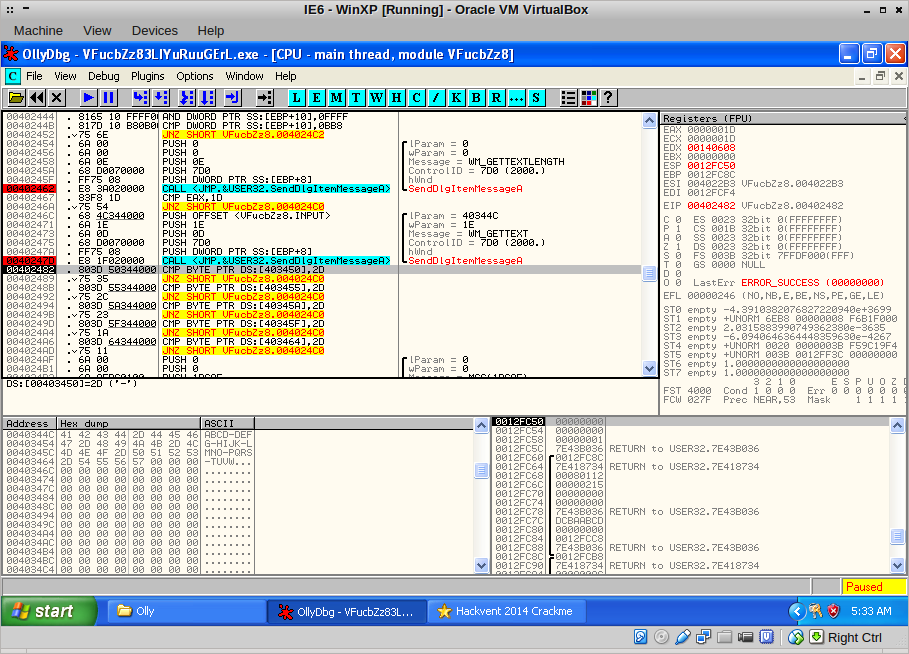 IE6 - WinXP [Running] - Oracle VM VirtualBox
Machine View Devices Help
OllyDbg - VFucbZz83LIYuRuuGErL.exe - [CPU - main thread, module VFucbZz8]
C File View Debug Plugins Options Window Help
L E M T W H C / K B R ... S ?
00402444 . 8165 10 FFFF0 AND DWORD PTR SS:[EBP+10],0FFFF
0040244B . 817D 10 B80B0 CMP DWORD PTR SS:[EBP+10],0BB8
00402452 .v75 6E JNZ SHORT VFucbZz8.004024C2
00402454 . 6A 00 PUSH 0 lParam = 0
00402456 . 6A 00 PUSH 0 wParam = 0
00402458 . 6A 0E PUSH 0E Message = WM_GETTEXTLENGTH
0040245A . 68 D0070000 PUSH 7D0 ControlID = 7D0 (2000.)
0040245F . FF75 08 PUSH DWORD PTR SS:[EBP+8] hWnd
00402462 . E8 3A020000 CALL <JMP.&USER32.SendDlgItemMessageA> SendDlgItemMessageA
00402467 . 83F8 1D CMP EAX,1D
0040246A .v75 54 JNZ SHORT VFucbZz8.004024C0
0040246C . 68 4C344000 PUSH OFFSET <VFucbZz8.INPUT> lParam = 40344C
00402471 . 6A 1E PUSH 1E wParam = 1E
00402473 . 6A 0D PUSH 0D Message = WM_GETTEXT
00402475 . 68 D0070000 PUSH 7D0 ControlID = 7D0 (2000.)
0040247A . FF75 08 PUSH DWORD PTR SS:[EBP+8] hWnd
0040247D . E8 1F020000 CALL <JMP.&USER32.SendDlgItemMessageA> SendDlgItemMessageA
00402482 . 803D 50344000 CMP BYTE PTR DS:[403450],2D
00402489 .v75 35 JNZ SHORT VFucbZz8.004024C0
0040248B . 803D 55344000 CMP BYTE PTR DS:[403455],2D
00402492 .v75 2C JNZ SHORT VFucbZz8.004024C0
00402494 . 803D 5A344000 CMP BYTE PTR DS:[40345A],2D
0040249B .v75 23 JNZ SHORT VFucbZz8.004024C0
0040249D . 803D 5F344000 CMP BYTE PTR DS:[40345F],2D
004024A4 .v75 1A JNZ SHORT VFucbZz8.004024C0
004024A6 . 803D 64344000 CMP BYTE PTR DS:[403464],2D
004024AD .v75 11 JNZ SHORT VFucbZz8.004024C0
004024AF . 6A 00 PUSH 0 lParam = 0
004024B1 . 6A 00 PUSH 0 wParam = 0
DS:[00403450]=2D ('-')
Registers (FPU) <
EAX 0000001D
ECX 0000001D
EDX 00140608
EBX 00000000
ESP 0012FC50
EBP 0012FC8C
ESI 004022B3 VFucbZz8.004022B3
EDI 0012FCF4
EIP 00402482 VFucbZz8.00402482
C 0 ES 0023 32bit 0(FFFFFFFF)
P 1 CS 001B 32bit 0(FFFFFFFF)
A 0 SS 0023 32bit 0(FFFFFFFF)
Z 1 DS 0023 32bit 0(FFFFFFFF)
S 0 FS 003B 32bit 7FFDF000(FFF)
T 0 GS 0000 NULL
D 0
O 0 LastErr ERROR_SUCCESS (00000000)
EFL 00000246 (NO,NB,E,BE,NS,PE,GE,LE)
ST0 empty -4.3910382076827220940e+3699
ST1 empty +UNORM 6EB8 00000008 F6B1F000
ST2 empty 2.0315883990749362380e-3635
ST3 empty -6.0940646364448359630e-4267
ST4 empty +UNORM 0020 0000003B F59C19F4
ST5 empty +UNORM 003B 0012FF3C 00000000
ST6 empty 1.0000000000000000000
ST7 empty 1.0000000000000000000
3 2 1 0 E S P U O Z D
FST 4000 Cond 1 0 0 0 Err 0 0 0 0 0 0 0
FCW 027F Prec NEAR,53 Mask 1 1 1 1 1
Address Hex dump ASCII
0040344C 41 42 43 44 2D 44 45 46 ABCD-DEF
00403454 47 2D 48 49 4A 4B 2D 4C G-HIJK-L
0040345C 4D 4E 4F 2D 50 51 52 53 MNO-PQRS
00403464 2D 54 55 56 57 00 00 00 -TUVW...
0040346C 00 00 00 00 00 00 00 00 ........
00403474 00 00 00 00 00 00 00 00 ........
0040347C 00 00 00 00 00 00 00 00 ........
00403484 00 00 00 00 00 00 00 00 ........
0040348C 00 00 00 00 00 00 00 00 ........
00403494 00 00 00 00 00 00 00 00 ........
0040349C 00 00 00 00 00 00 00 00 ........
004034A4 00 00 00 00 00 00 00 00 ........
004034AC 00 00 00 00 00 00 00 00 ........
004034B4 00 00 00 00 00 00 00 00 ........
004034BC 00 00 00 00 00 00 00 00 ........
004034C4 00 00 00 00 00 00 00 00 ........
0012FC50 00000000
0012FC54 00000000
0012FC58 00000001
0012FC5C 7E43B036 RETURN to USER32.7E43B036
0012FC60 0012FC8C
0012FC64 7E418734 RETURN to USER32.7E418734
0012FC68 00080112
0012FC6C 00000215
0012FC70 00000000
0012FC74 00000000
0012FC78 7E43B036 RETURN to USER32.7E43B036
0012FC7C DCBAABCD
0012FC80 00000000
0012FC84 0012FCC8
0012FC88 7E43B036 RETURN to USER32.7E43B036
0012FC8C 0012FCB8
0012FC90 7E418734 RETURN to USER32.7E418734
Paused
start Olly OllyDbg - VFucbZz83L... Hackvent 2014 Crackme 5:33 AM
Right Ctrl